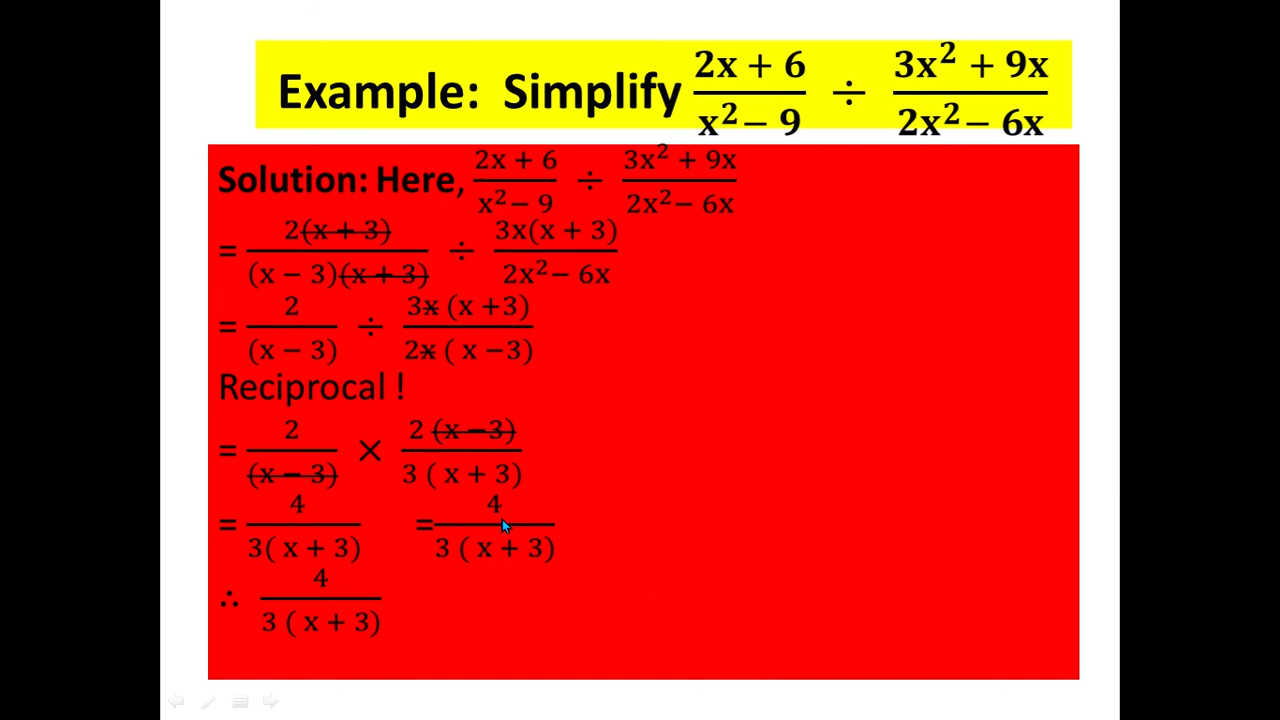 Example: Simplify (2x + 6)/(x² − 9) ÷ (3x² + 9x)/(2x² − 6x)
Solution: Here, (2x + 6)/(x² − 9) ÷ (3x² + 9x)/(2x² − 6x)
= 2(x + 3)/(x − 3)(x + 3) ÷ 3x(x + 3)/2x² − 6x
= 2/(x − 3) ÷ 3x (x +3)/2x ( x −3)
Reciprocal !
= 2/(x − 3) × 2 (x −3)/3 ( x + 3)
= 4/3( x + 3) = 4/3 ( x + 3)
∴ 4/3 ( x + 3)